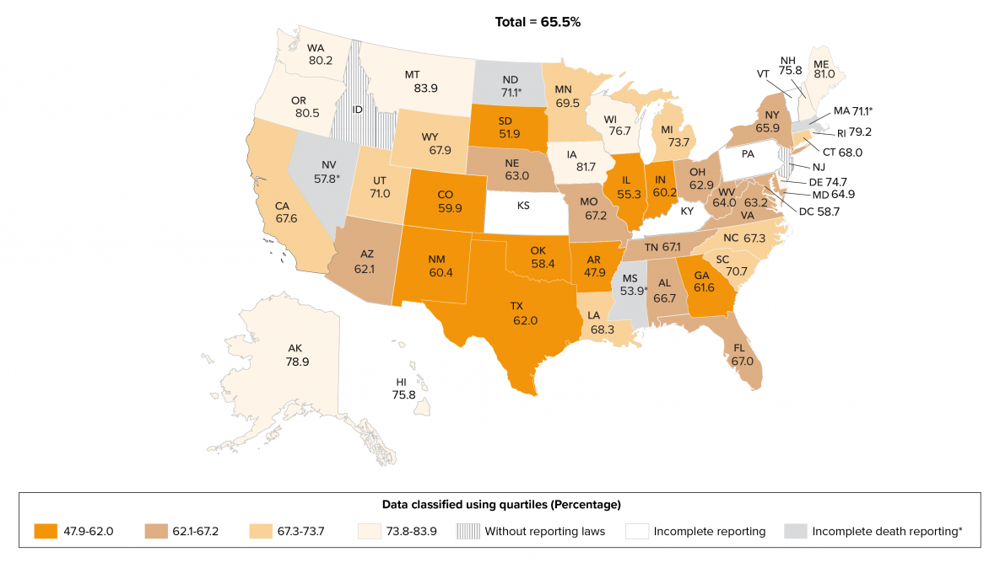 Total = 65.5%
WA
80.2
OR
80.5
ID
MT
83.9
ND
71.1*
SD
51.9
MN
69.5
WI
76.7
MI
73.7
NY
65.9
VT
NH
75.8
ME
81.0
MA 71.1*
RI 79.2
CT 68.0
NJ
DE 74.7
MD 64.9
DC 58.7
PA
WY
67.9
NE
63.0
IA
81.7
IL
55.3
IN
60.2
OH
62.9
WV
64.0
63.2
VA
NV
57.8*
UT
71.0
CO
59.9
KS
MO
67.2
KY
CA
67.6
AZ
62.1
NM
60.4
OK
58.4
AR
47.9
TN 67.1
NC 67.3
SC
70.7
TX
62.0
LA
68.3
MS
53.9*
AL
66.7
GA
61.6
FL
67.0
AK
78.9
HI
75.8
Data classified using quartiles (Percentage)
47.9-62.0
62.1-67.2
67.3-73.7
73.8-83.9
Without reporting laws
Incomplete reporting
Incomplete death reporting*